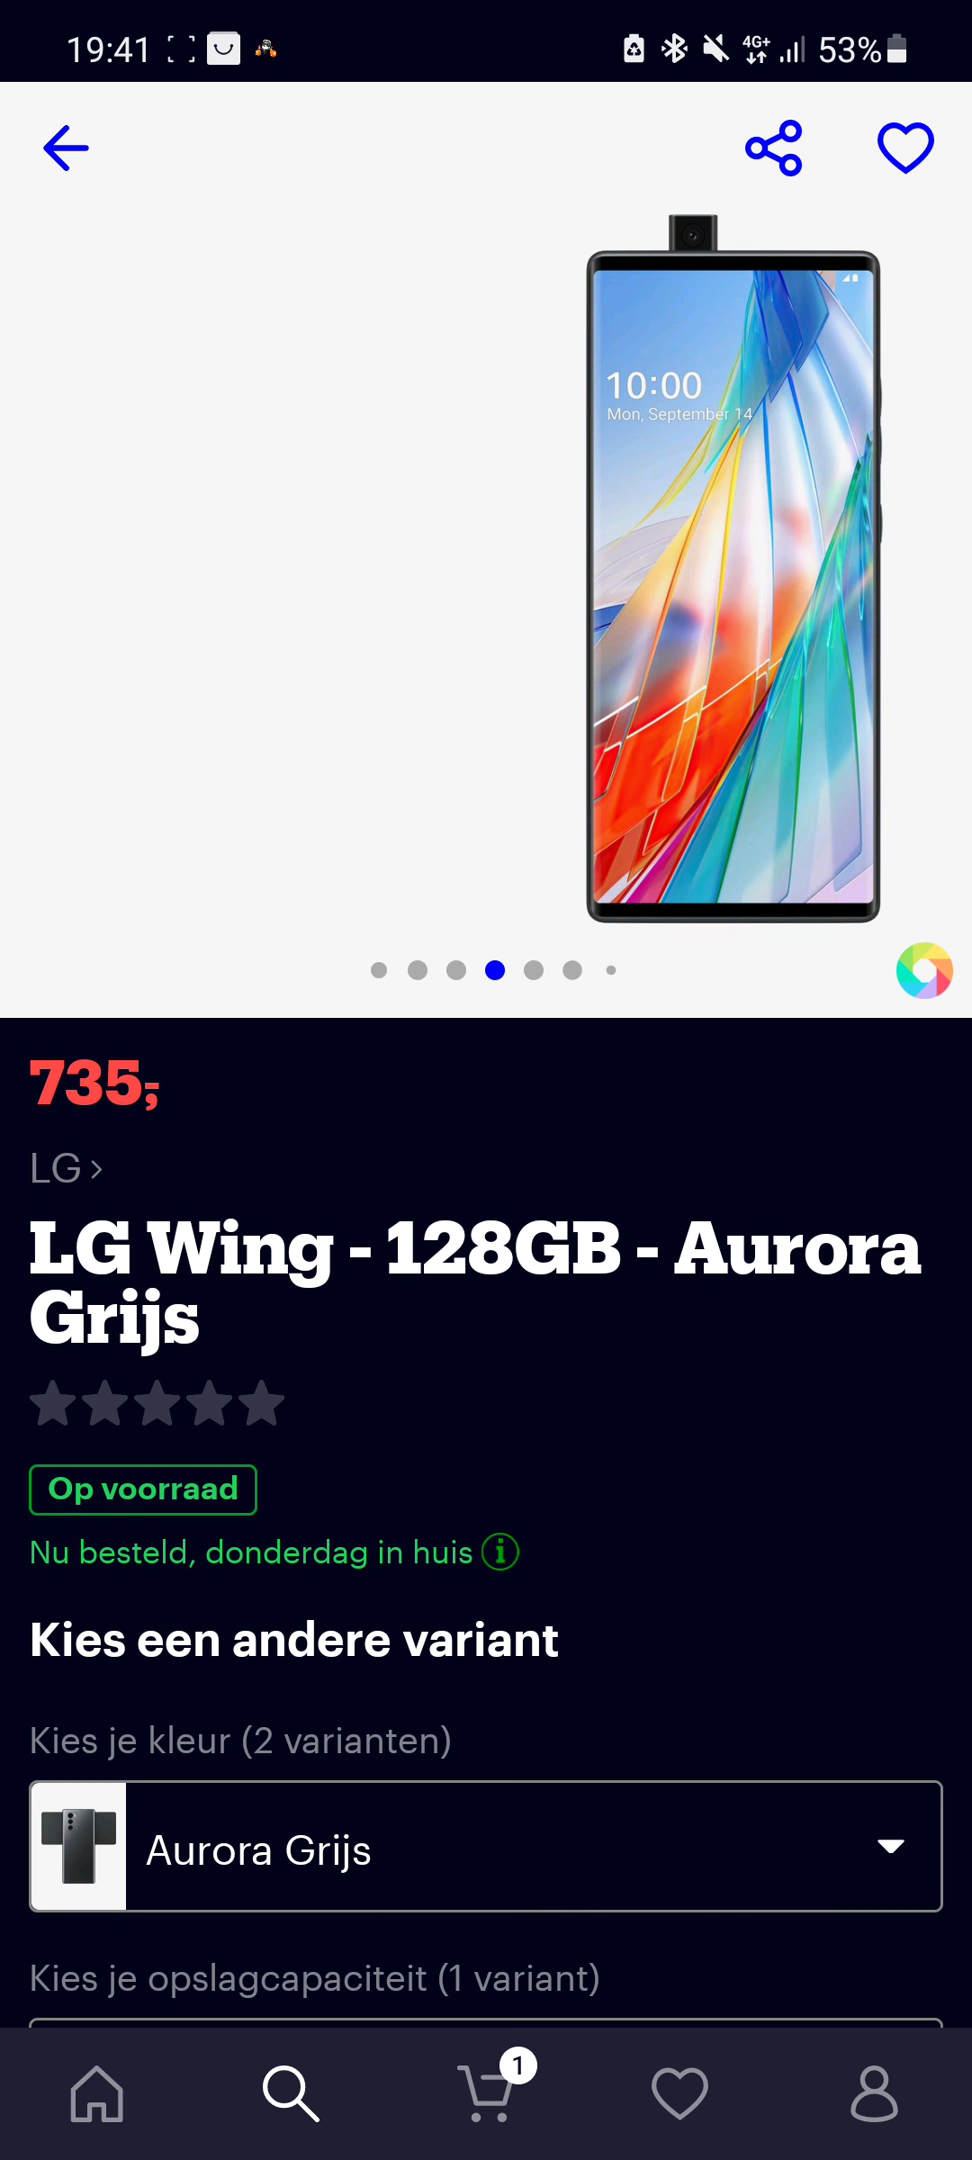 19:41
4G+
53%
10:00
Mon, September 14
735,-
LG
LG Wing - 128GB - Aurora
Grijs
Op voorraad
Nu besteld, donderdag in huis
Kies een andere variant
Kies je kleur (2 varianten)
Aurora Grijs
Kies je opslagcapaciteit (1 variant)
1